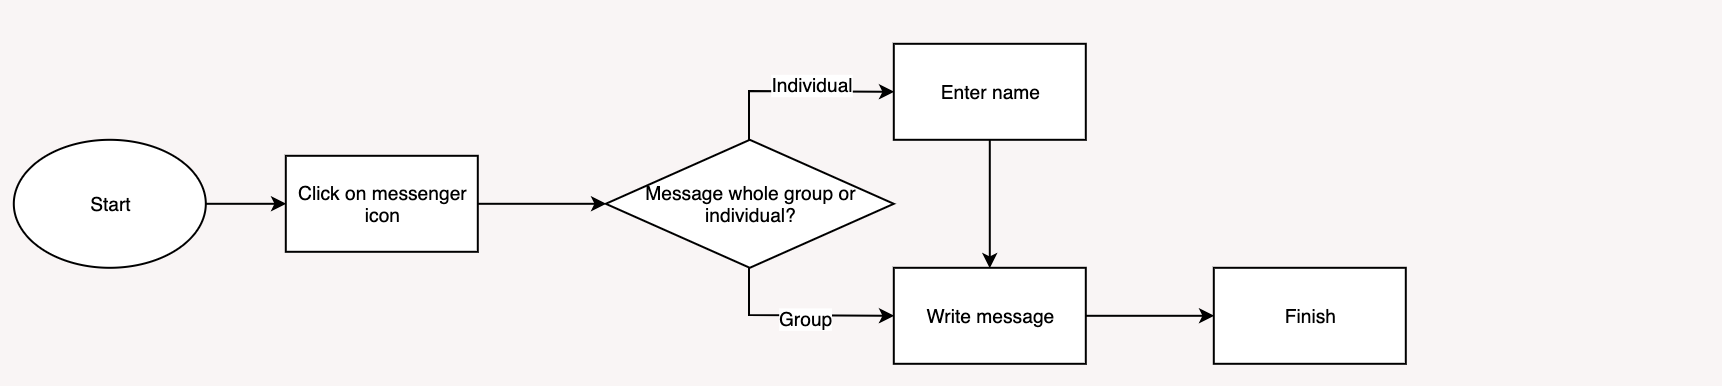 Start
Click on messenger
icon
Message whole group or
individual?
Individual
Enter name
Group
Write message
Finish